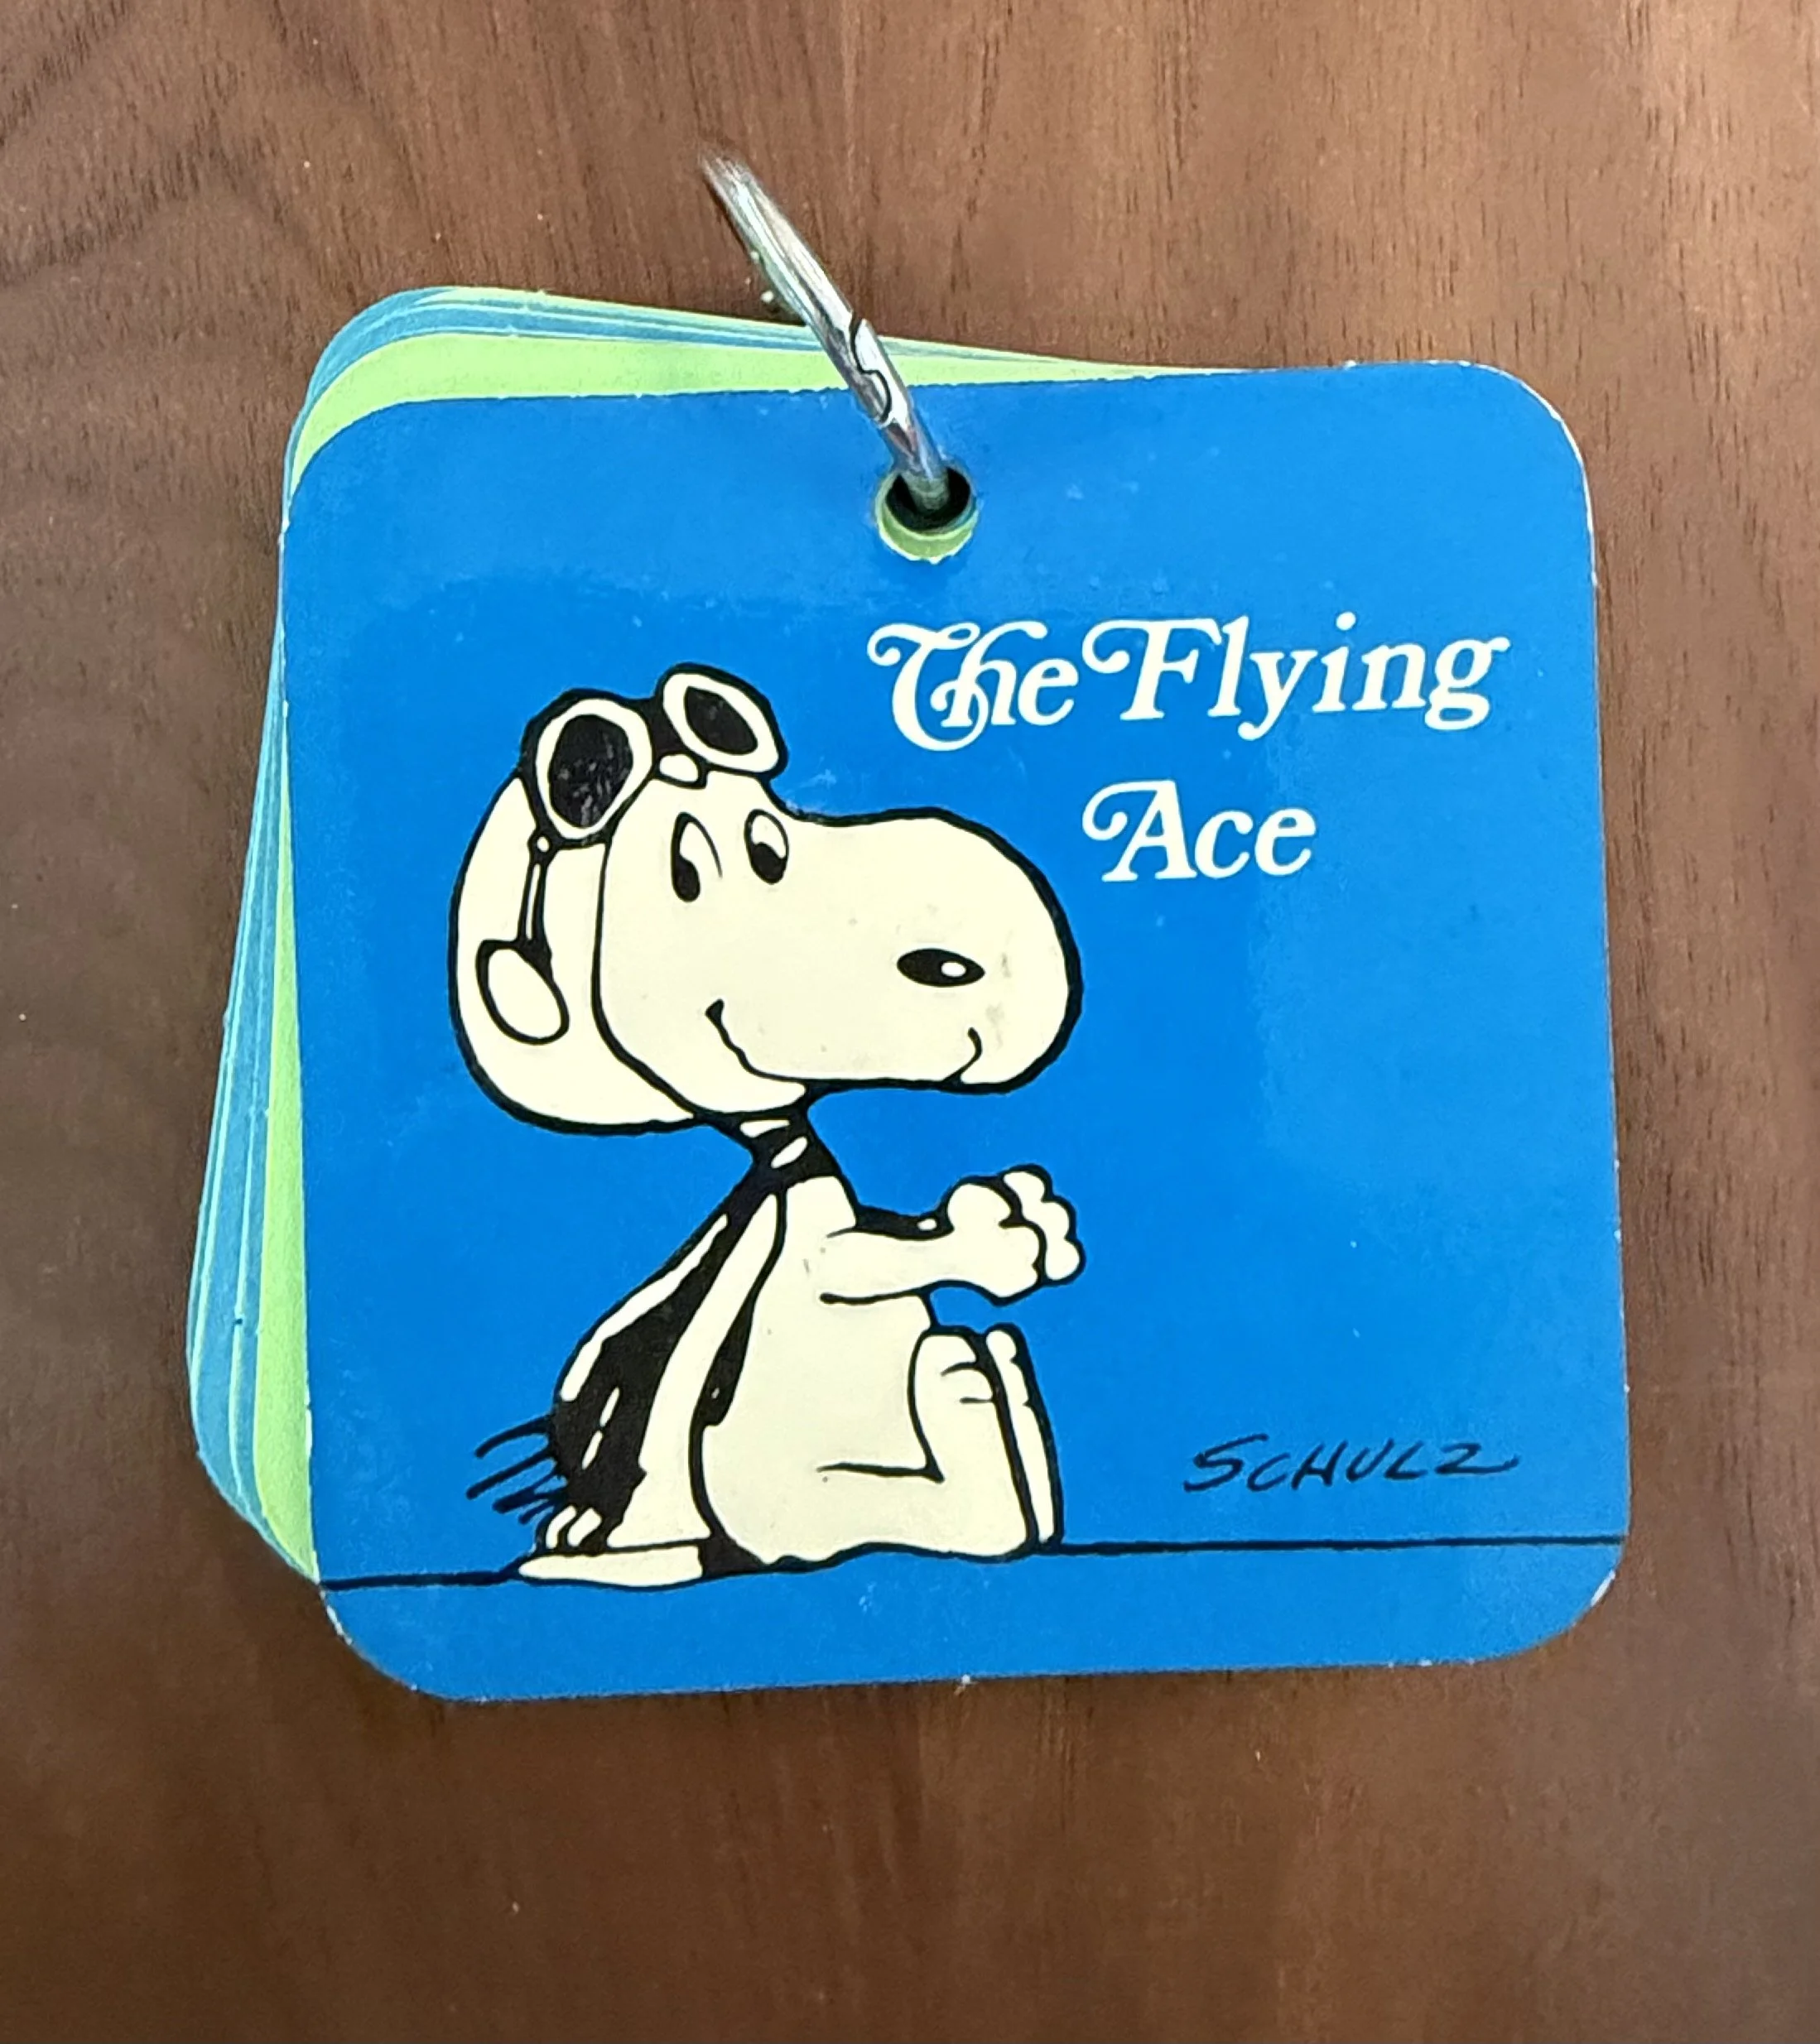 The Flying
Ace
SCHULZ